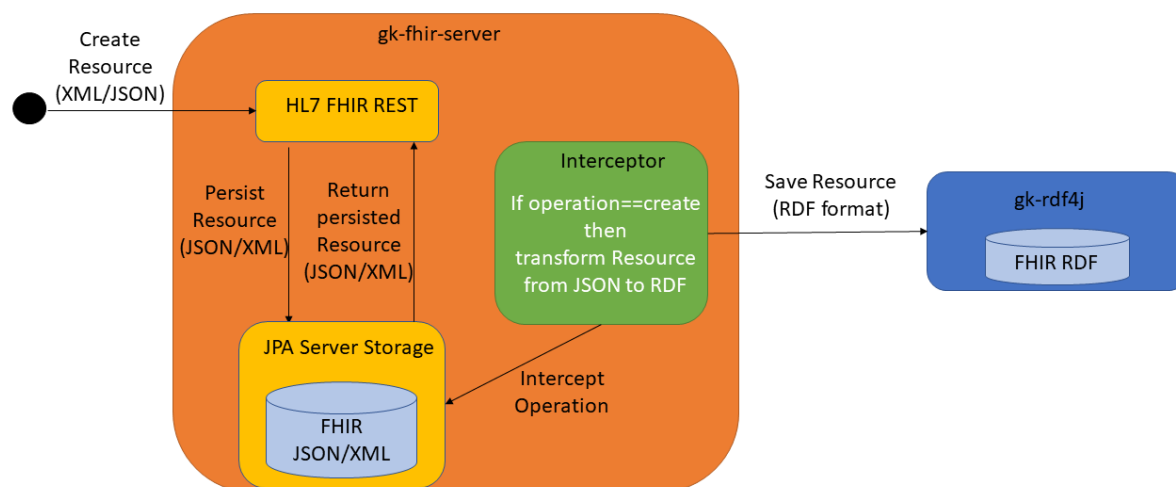 gk-fhir-server
Create
Resource
(XML/JSON)
HL7 FHIR REST
Persist
Resource
(JSON/XML)
Return
persisted
Resource
(JSON/XML)
Interceptor
If operation==create
then
transform Resource
from JSON to RDF
Save Resource
(RDF format)
gk-rdf4j
FHIR RDF
JPA Server Storage
FHIR
JSON/XML
Intercept
Operation